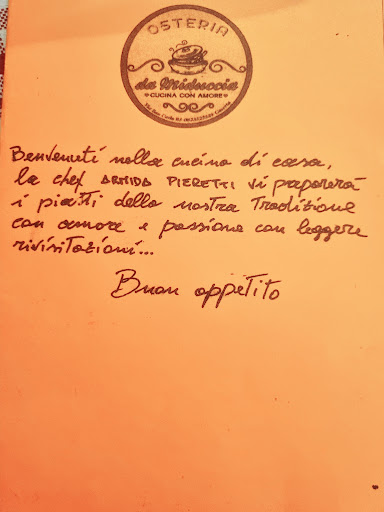 OSTERIA
da Miduccia
• CUCINA CON AMORE •
Benvenuti nella cucina di casa,
la chef ARMIDA PIERETTI vi preparerà
i piatti della nostra Tradizione
con amore e passione con leggere
rivisitazioni...
Buon appetito